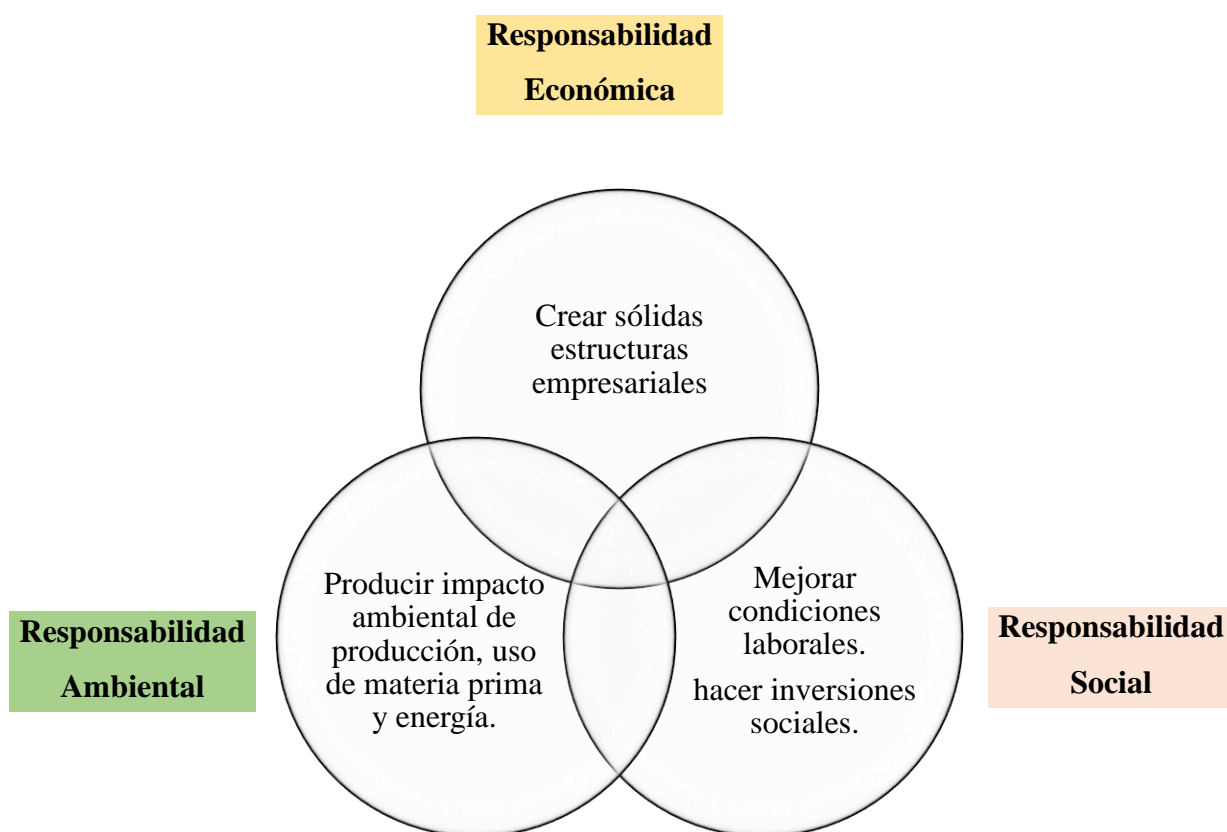 Responsabilidad
Económica
Crear sólidas
estructuras
empresariales
Producir impacto
ambiental de
producción, uso
de materia prima
y energía.
Mejorar
condiciones
laborales.
hacer inversiones
sociales.
Responsabilidad
Ambiental
Responsabilidad
Social